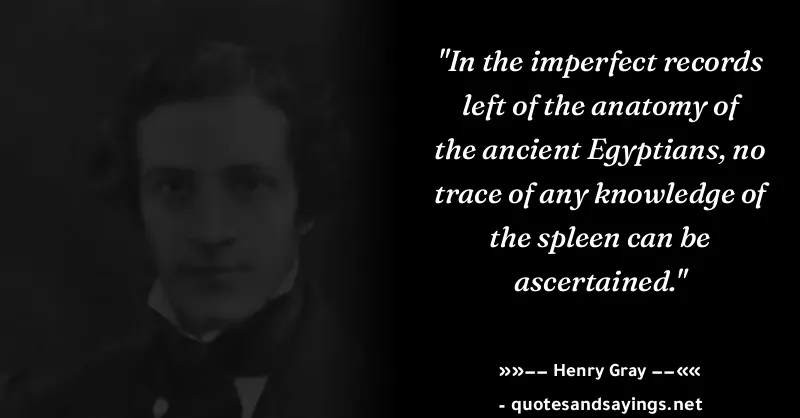 "In the imperfect records
left of the anatomy of
the ancient Egyptians, no
trace of any knowledge of
the spleen can be
ascertained."
»»–– Henry Gray ––««
- quotesandsayings.net